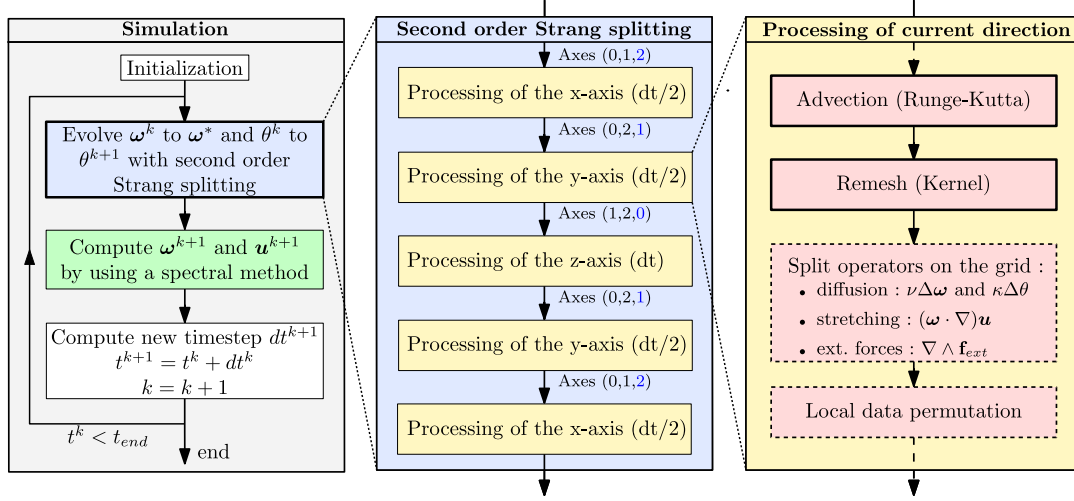 Simulation
Initialization
Evolve ω^k to ω^* and θ^k to
θ^{k+1} with second order
Strang splitting
Compute ω^{k+1} and u^{k+1}
by using a spectral method
Compute new timestep dt^{k+1}
t^{k+1} = t^k + dt^k
k = k + 1
t^k < t_{end}
end
Second order Strang splitting
Axes (0,1,2)
Processing of the x-axis (dt/2)
Axes (0,2,1)
Processing of the y-axis (dt/2)
Axes (1,2,0)
Processing of the z-axis (dt)
Axes (0,2,1)
Processing of the y-axis (dt/2)
Axes (0,1,2)
Processing of the x-axis (dt/2)
Processing of current direction
Advection (Runge-Kutta)
Remesh (Kernel)
Split operators on the grid :
• diffusion : νΔω and κΔθ
• stretching : (ω · ∇)u
• ext. forces : ∇ ∧ f_{ext}
Local data permutation